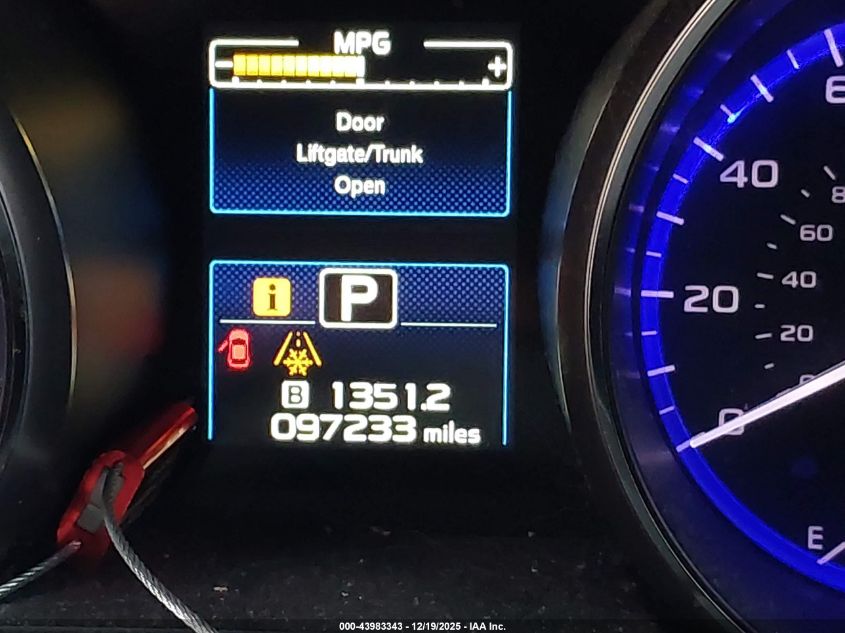 MPG
- +
Door
Liftgate/Trunk
Open
i P
B 1351.2
097233 miles
40
20
0
60
40
20
E
000-43983343 - 12/19/2025 - IAA Inc.